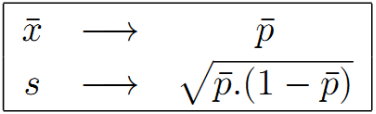 x̄ ⟶ p̄
s ⟶ √(p̄.(1 − p̄))